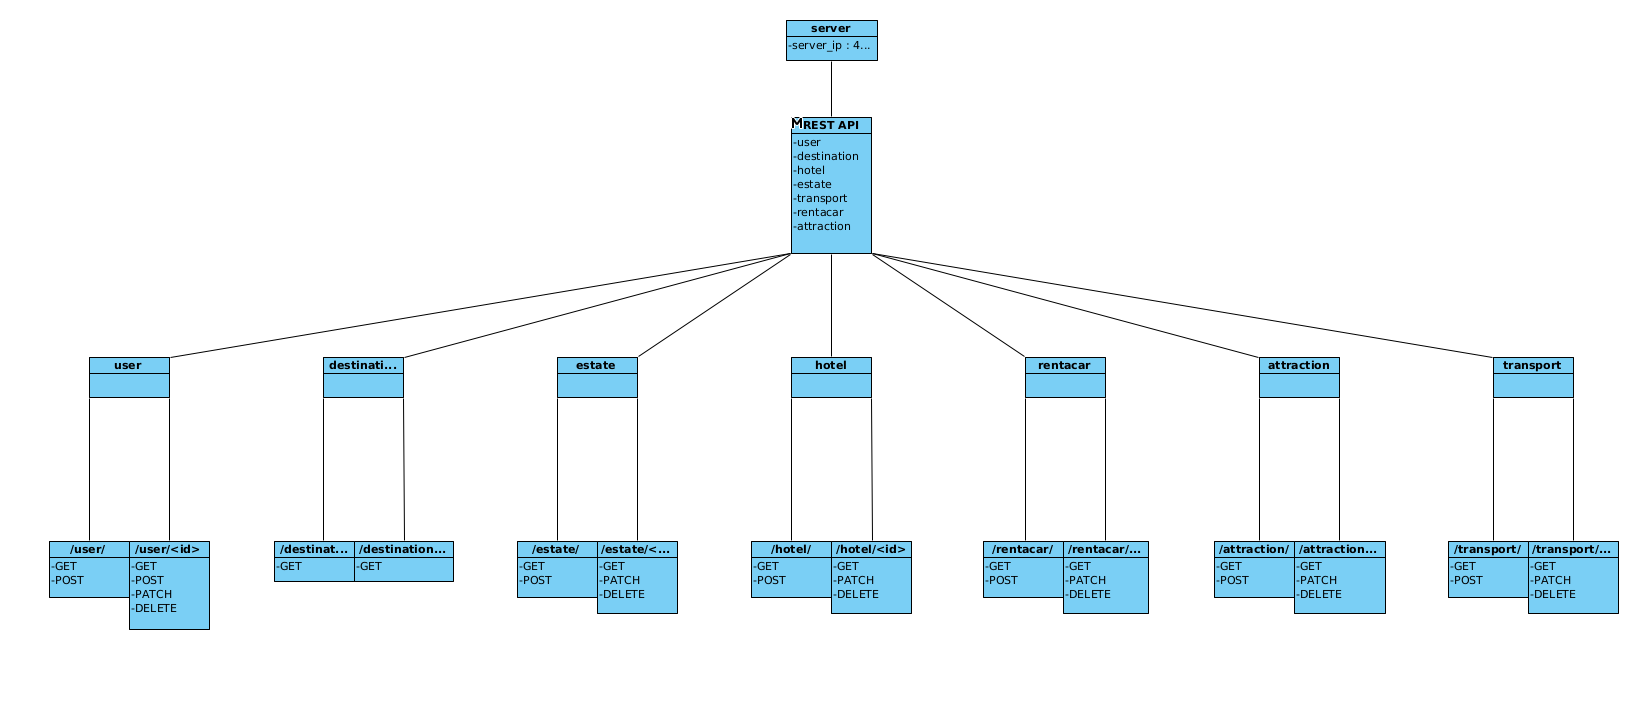 server
-server_ip : 4...
M
REST API
-user
-destination
-hotel
-estate
-transport
-rentacar
-attraction
user
destinati...
estate
hotel
rentacar
attraction
transport
/user/
-GET
-POST
/user/<id>
-GET
-POST
-PATCH
-DELETE
/destinat...
-GET
/destination...
-GET
/estate/
-GET
-POST
/estate/<...
-GET
-PATCH
-DELETE
/hotel/
-GET
-POST
/hotel/<id>
-GET
-PATCH
-DELETE
/rentacar/
-GET
-POST
/rentacar/...
-GET
-PATCH
-DELETE
/attraction/
-GET
-POST
/attraction...
-GET
-PATCH
-DELETE
/transport/
-GET
-POST
/transport/...
-GET
-PATCH
-DELETE